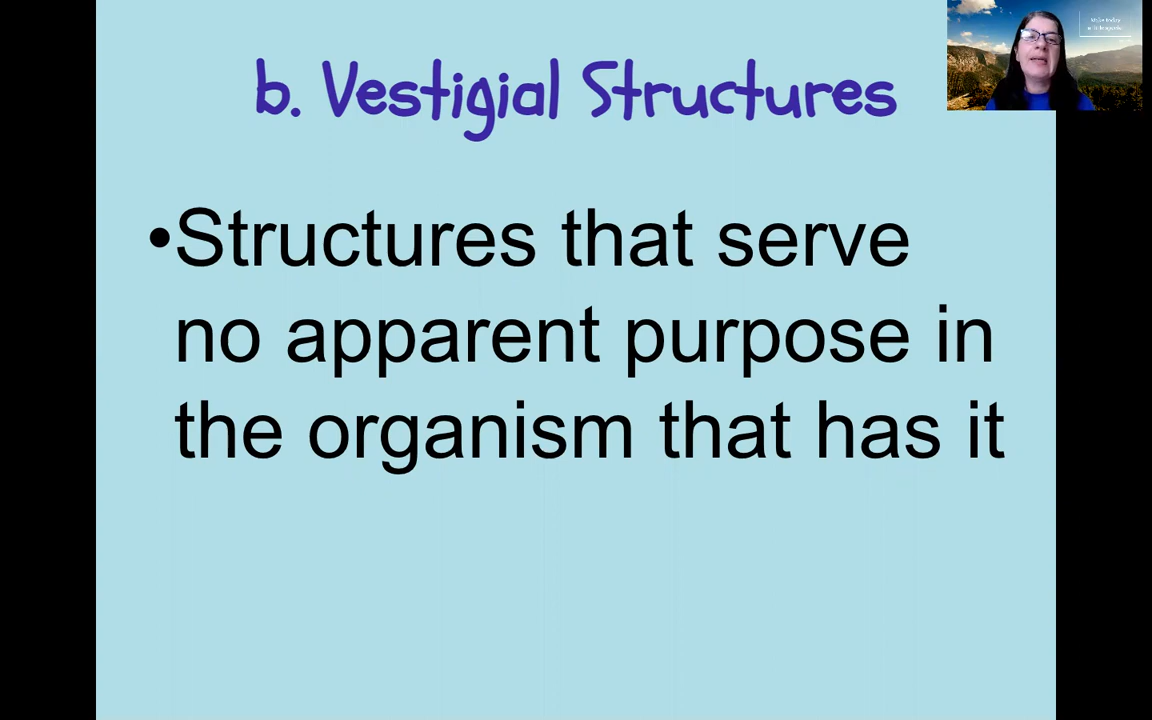 b. Vestigial Structures
•Structures that serve
no apparent purpose in
the organism that has it